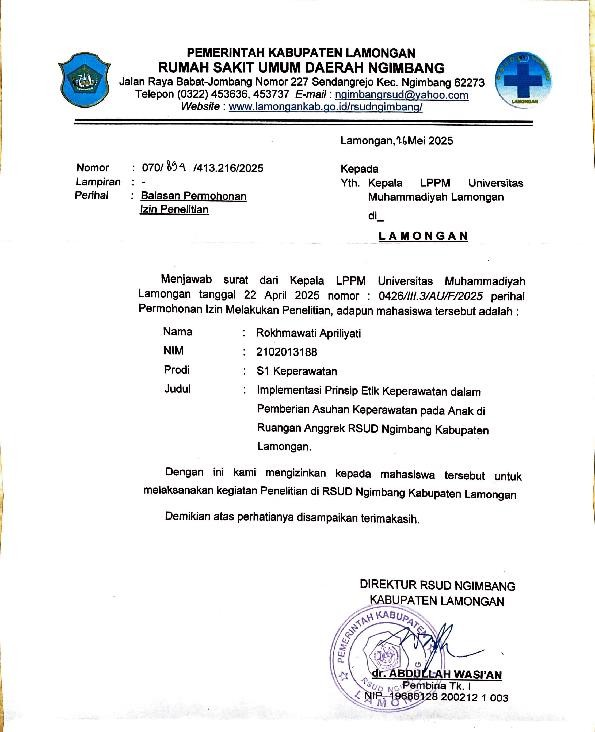 PEMERINTAH KABUPATEN LAMONGAN
RUMAH SAKIT UMUM DAERAH NGIMBANG
Jalan Raya Babat-Jombang Nomor 227 Sendangrejo Kec. Ngimbang 62273
Telepon (0322) 453636, 453737 E-mail : ngimbangrsud@yahoo.com
Website : www.lamongankab.go.id/rsudngimbang/
LAMONGAN
Lamongan, Mei 2025
Nomor : 070/ /413.216/2025
Lampiran : -
Perihal : Balasan Permohonan
Izin Penelitian
Kepada
Yth. Kepala LPPM Universitas
Muhammadiyah Lamongan
di_
LAMONGAN
Menjawab surat dari Kepala LPPM Universitas Muhammadiyah
Lamongan tanggal 22 April 2025 nomor : 0426/III.3/AU/F/2025 perihal
Permohonan Izin Melakukan Penelitian, adapun mahasiswa tersebut adalah :
Nama : Rokhmawati Apriliyati
NIM : 2102013188
Prodi : S1 Keperawatan
Judul : Implementasi Prinsip Etik Keperawatan dalam
Pemberian Asuhan Keperawatan pada Anak di
Ruangan Anggrek RSUD Ngimbang Kabupaten
Lamongan.
Dengan ini kami mengizinkan kepada mahasiswa tersebut untuk
melaksanakan kegiatan Penelitian di RSUD Ngimbang Kabupaten Lamongan
Demikian atas perhatianya disampaikan terimakasih.
DIREKTUR RSUD NGIMBANG
KABUPATEN LAMONGAN
PEMERINTAH KABUPATEN
RSUD
LAMONGAN
dr. ABDULLAH WASI'AN
Pembina Tk. I
NIP. 19680128 200212 1 003